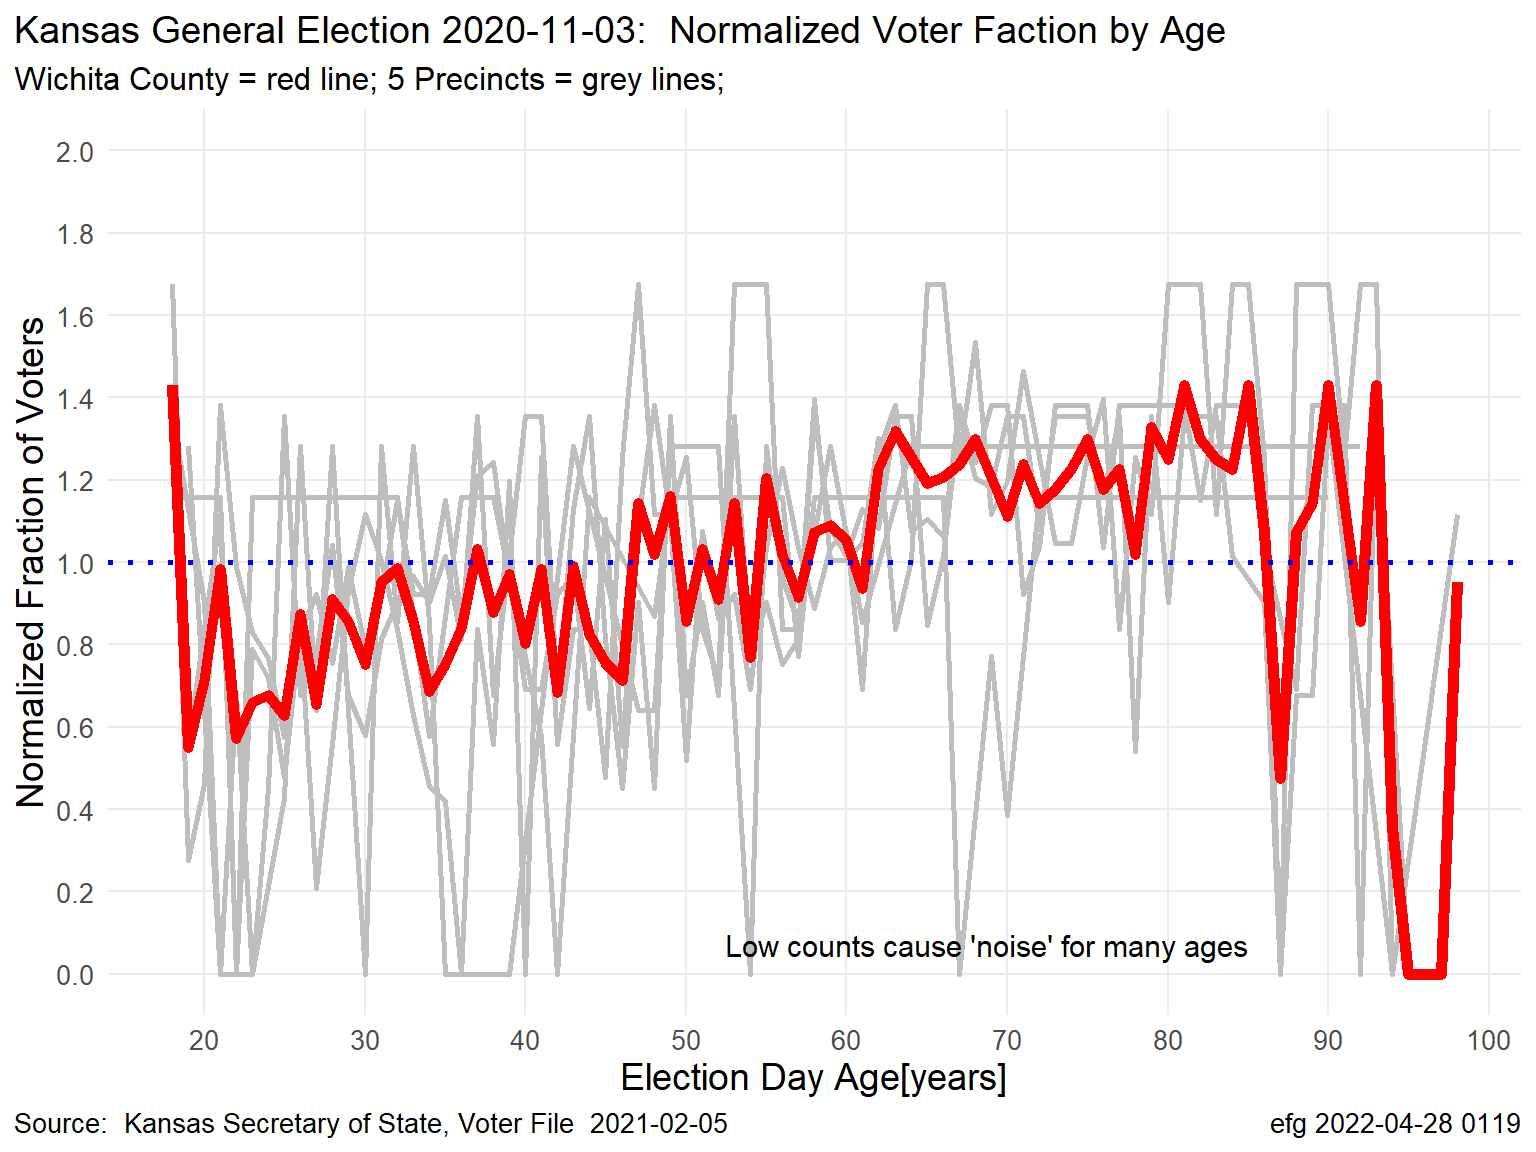 Kansas General Election 2020-11-03:  Normalized Voter Faction by Age
Wichita County = red line; 5 Precincts = grey lines;
Normalized Fraction of Voters
2.0
1.8
1.6
1.4
1.2
1.0
0.8
0.6
0.4
0.2
0.0
Low counts cause 'noise' for many ages
20 30 40 50 60 70 80 90 100
Election Day Age[years]
Source:  Kansas Secretary of State, Voter File  2021-02-05
efg 2022-04-28 0119